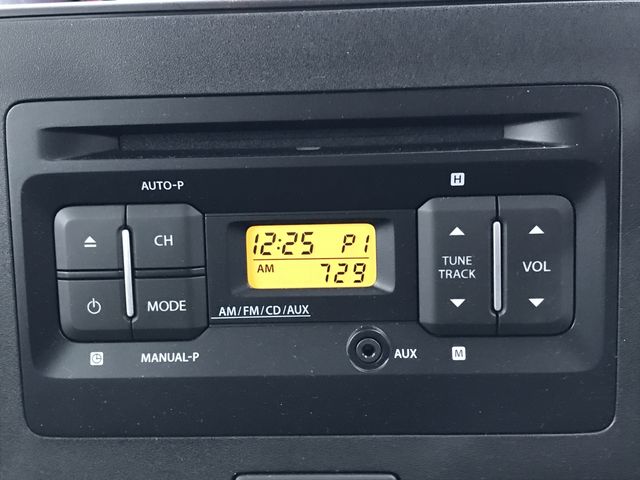 AUTO-P
H
CH
TUNE
TRACK
VOL
MODE
12:25 P1
AM 729
AM/FM/CD/AUX
MANUAL-P
AUX
M